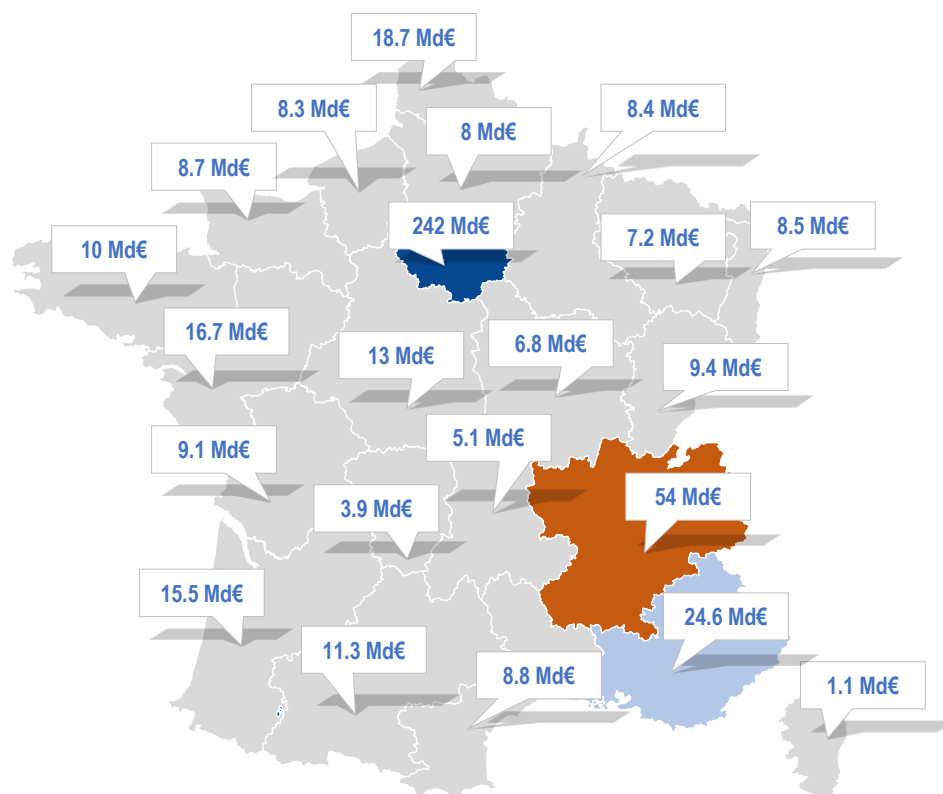 18.7 Md€
8.3 Md€
8 Md€
8.4 Md€
8.7 Md€
242 Md€
7.2 Md€
8.5 Md€
10 Md€
16.7 Md€
13 Md€
6.8 Md€
9.4 Md€
9.1 Md€
5.1 Md€
3.9 Md€
54 Md€
15.5 Md€
24.6 Md€
11.3 Md€
8.8 Md€
1.1 Md€